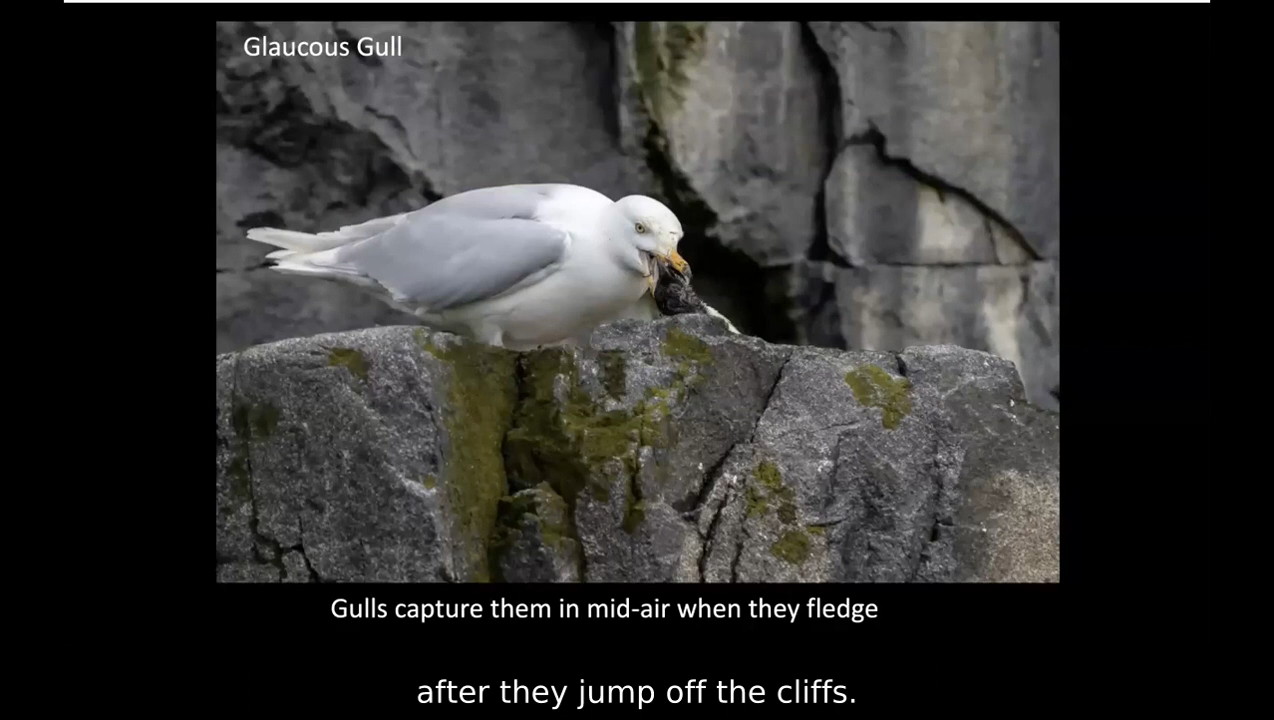 Glaucous Gull
Gulls capture them in mid-air when they fledge
after they jump off the cliffs.